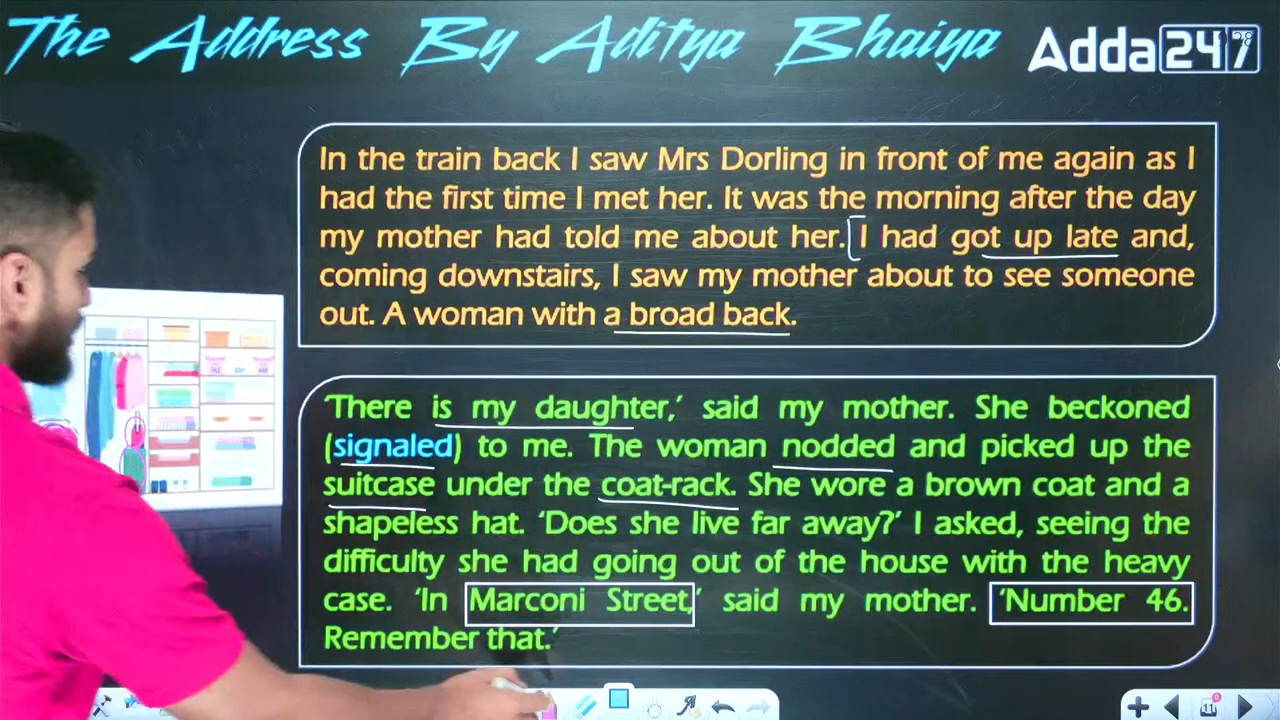 The Address By Aditya Bhaiya
Adda247
In the train back I saw Mrs Dorling in front of me again as I
had the first time I met her. It was the morning after the day
my mother had told me about her. I had got up late and,
coming downstairs, I saw my mother about to see someone
out. A woman with a broad back.
'There is my daughter,' said my mother. She beckoned
(signaled) to me. The woman nodded and picked up the
suitcase under the coat-rack. She wore a brown coat and a
shapeless hat. 'Does she live far away?' I asked, seeing the
difficulty she had going out of the house with the heavy
case. 'In Marconi Street,' said my mother. 'Number 46.
Remember that.'
11